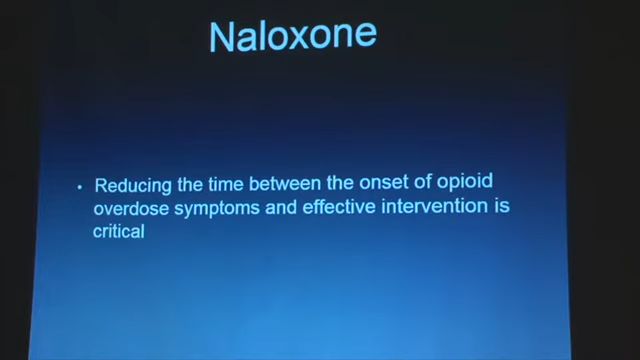 Naloxone
• Reducing the time between the onset of opioid
overdose symptoms and effective intervention is
critical